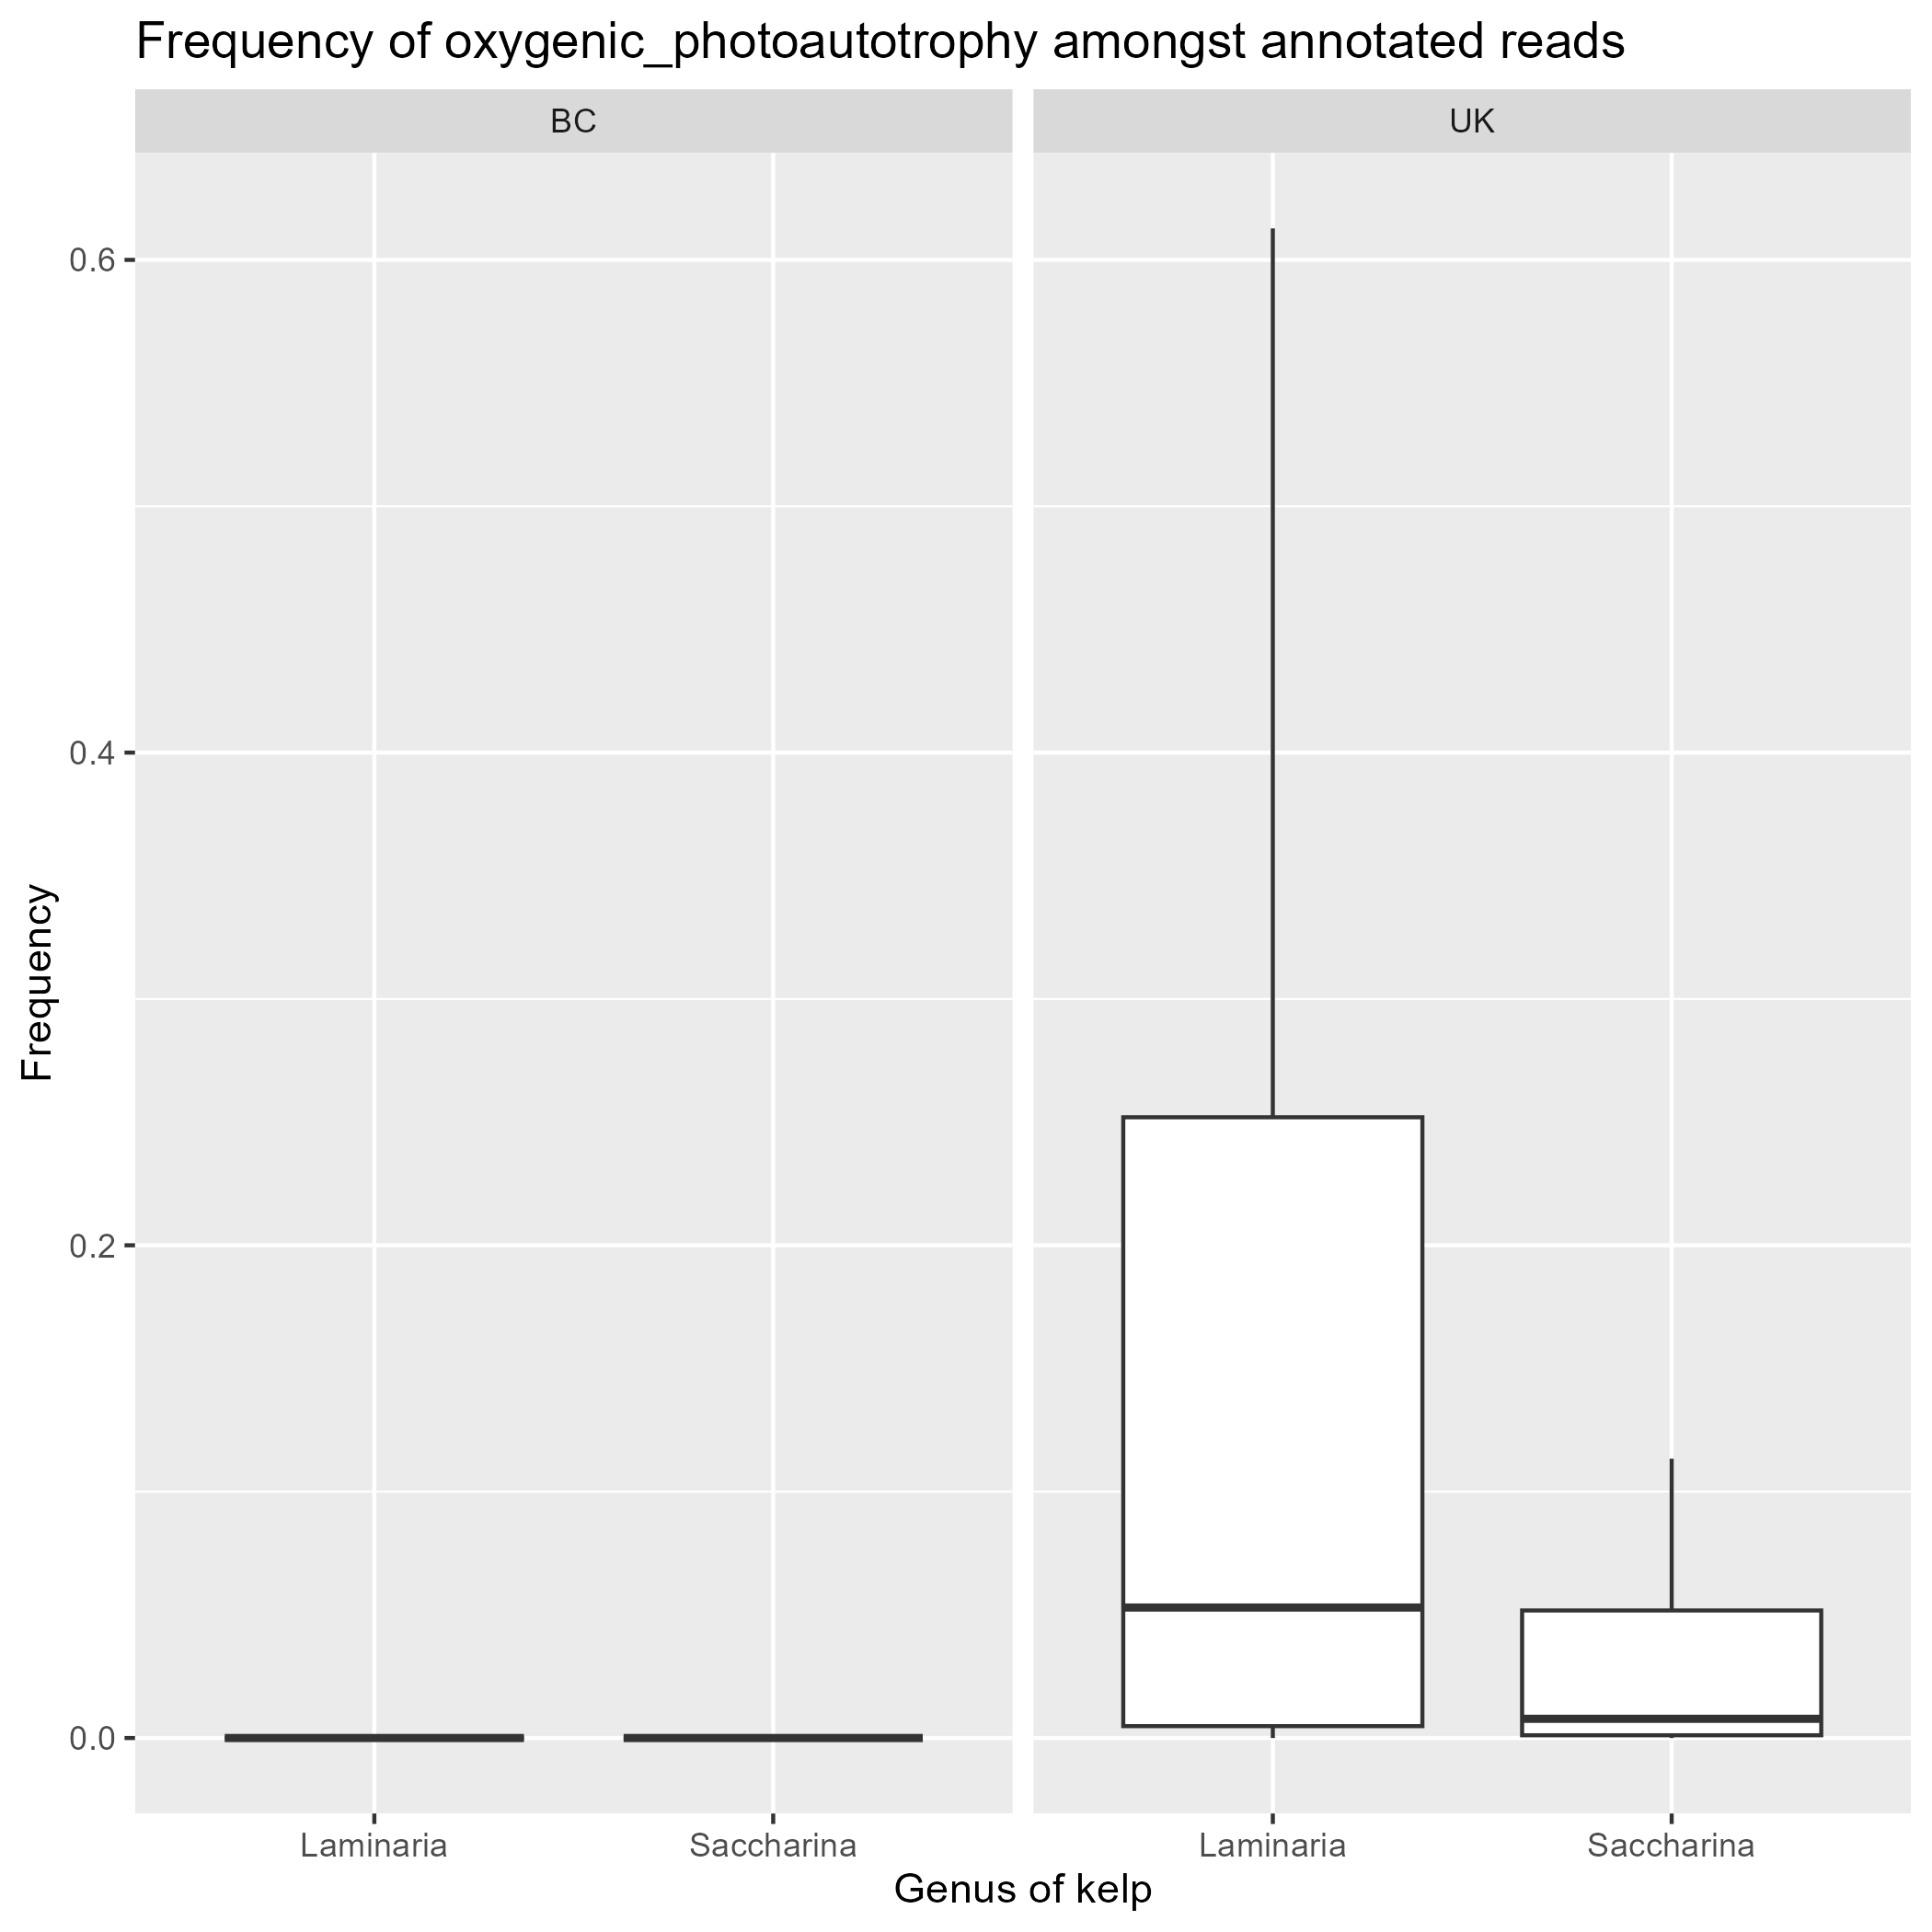 Frequency of oxygenic_photoautotrophy amongst annotated reads
BC
UK
0.6
0.4
0.2
0.0
Frequency
Laminaria
Saccharina
Laminaria
Saccharina
Genus of kelp